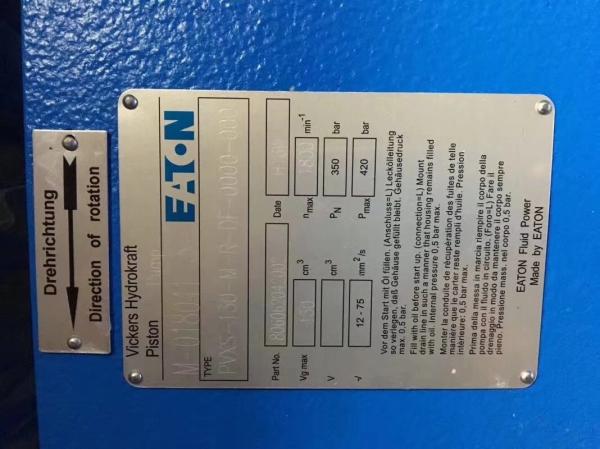 Drehrichtung
Direction of rotation
Vickers Hydrokraft
Piston Pump
EATON
TYPE
Part No.
Date
Vg max
cm³
n max
1800
min⁻¹
V
cm³
PN
350
bar
12 - 75
mm²/s
P max
420
bar
Vor dem Start mit Öl füllen. (Anschluss=L) Leckölleitung
so verlegen, daß Gehäuse gefüllt bleibt. Gehäusedruck
max. 0,5 bar.
Fill with oil before start up. (connection=L) Mount
drain line in such a manner that housing remains filled
with oil. Internal pressure 0,5 bar max.
Monter la conduite de récupération des fuites de telle
manière que le carter reste rempli d'huile. Pression
intérieure: 0,5 bar max.
Prima della messa in marcia riempire il corpo della
pompa con il fluido in circuito. (Foro=L) Fare il
drenaggio in modo da mantenere il corpo sempre
pieno. Pressione mass. nel corpo 0,5 bar.
EATON Fluid Power
Made by EATON